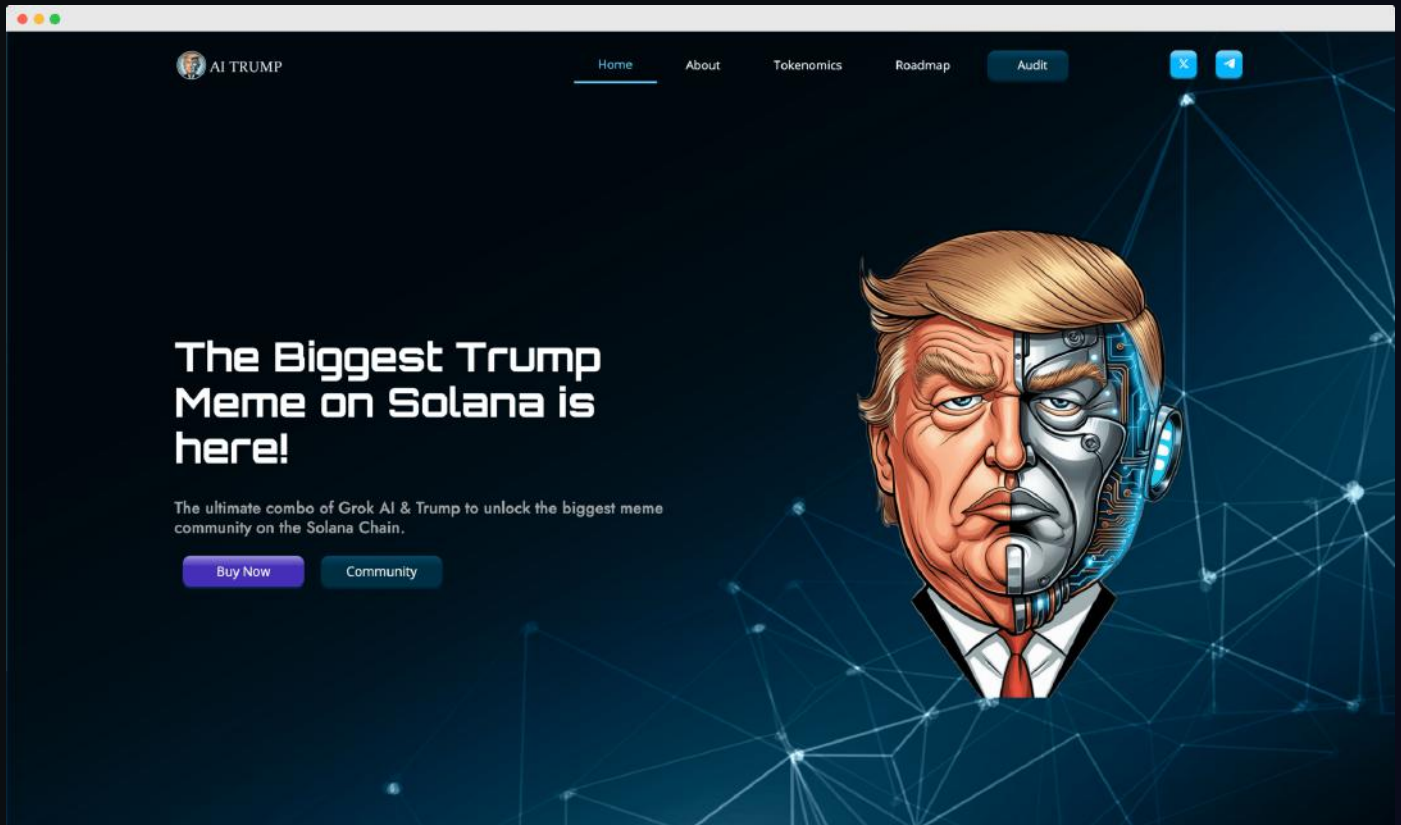 AI TRUMP
Home
About
Tokenomics
Roadmap
Audit
X
The Biggest Trump
Meme on Solana is
here!
The ultimate combo of Grok AI & Trump to unlock the biggest meme
community on the Solana Chain.
Buy Now
Community